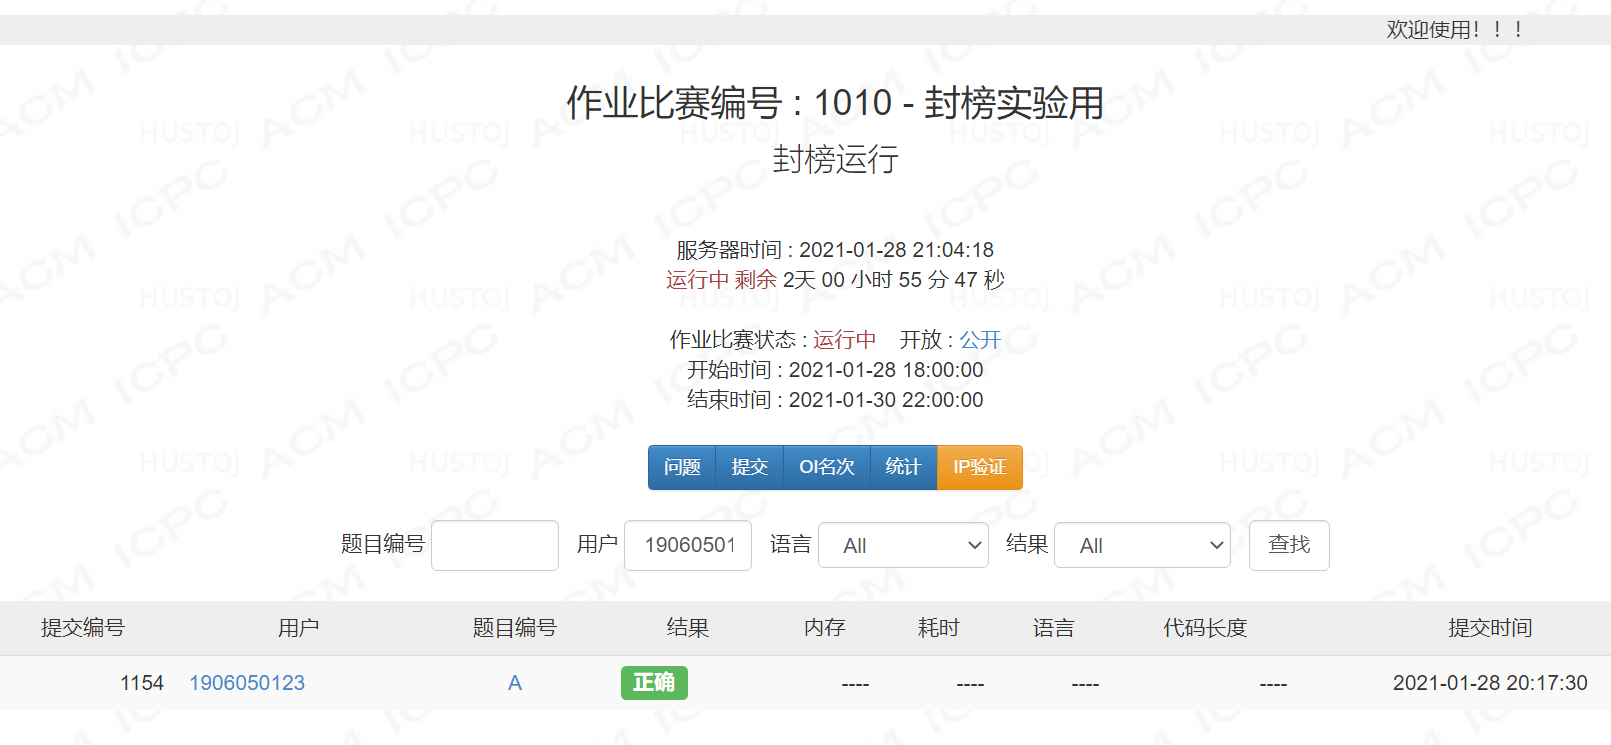 欢迎使用！！！
作业比赛编号 : 1010 - 封榜实验用
封榜运行
服务器时间 : 2021-01-28 21:04:18
运行中 剩余 2天 00 小时 55 分 47 秒
作业比赛状态 : 运行中 开放 : 公开
开始时间 : 2021-01-28 18:00:00
结束时间 : 2021-01-30 22:00:00
问题 提交 OI名次 统计 IP验证
题目编号 用户 19060501 语言 All 结果 All 查找
提交编号 用户 题目编号 结果 内存 耗时 语言 代码长度 提交时间
1154 1906050123 A 正确 ---- ---- ---- ---- 2021-01-28 20:17:30
HUSTOJ ACM ICPC